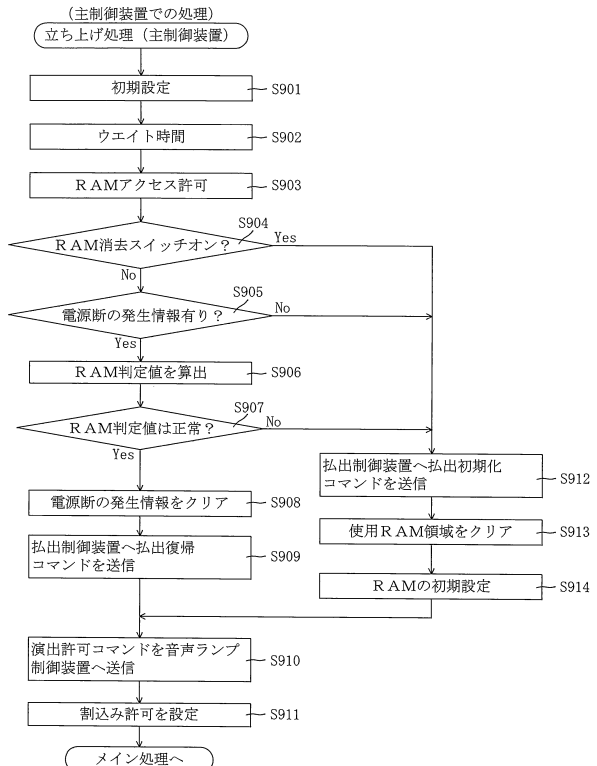 (主制御装置での処理)
立ち上げ処理(主制御装置)
初期設定
S901
ウエイト時間
S902
RAMアクセス許可
S903
S904
RAM消去スイッチオン?
Yes
No
S905
電源断の発生情報有り?
No
Yes
RAM判定値を算出
S906
S907
RAM判定値は正常?
No
Yes
払出制御装置へ払出初期化
コマンドを送信
S912
電源断の発生情報をクリア
S908
使用RAM領域をクリア
S913
払出制御装置へ払出復帰
コマンドを送信
S909
RAMの初期設定
S914
演出許可コマンドを音声ランプ
制御装置へ送信
S910
割込み許可を設定
S911
メイン処理へ